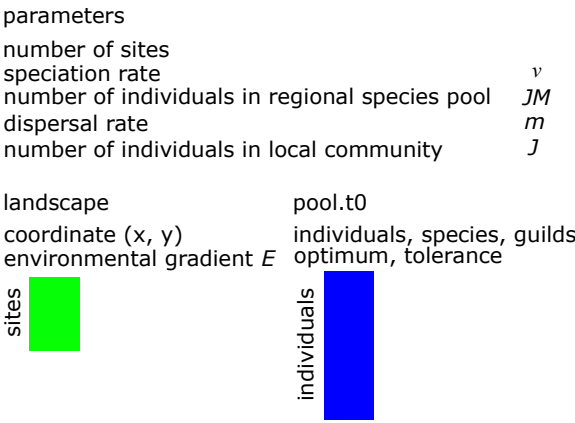 parameters
number of sites
speciation rate ν
number of individuals in regional species pool JM
dispersal rate m
number of individuals in local community J
landscape
coordinate (x, y)
environmental gradient E
sites
pool.t0
individuals, species, guilds
optimum, tolerance
individuals